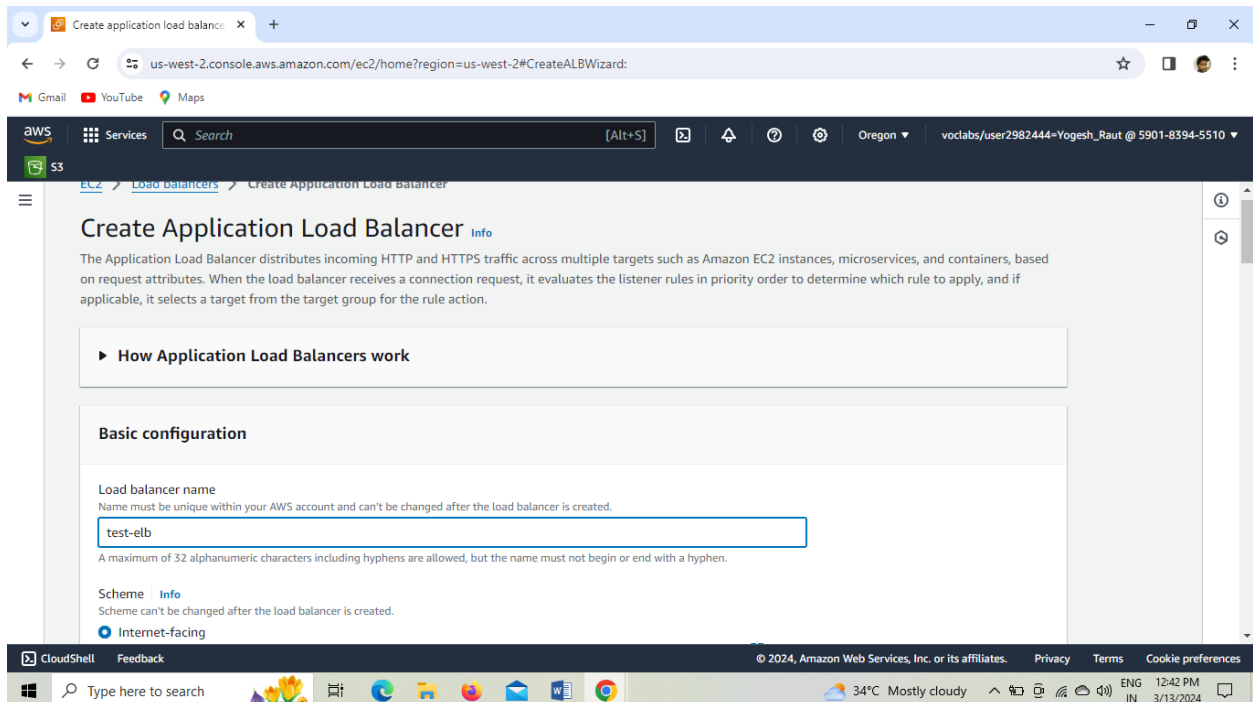 Create application load balance
us-west-2.console.aws.amazon.com/ec2/home?region=us-west-2#CreateALBWizard:
Gmail YouTube Maps
aws Services Search [Alt+S] Oregon voclabs/user2982444=Yogesh_Raut @ 5901-8394-5510
S3
EC2 > Load balancers > Create Application Load Balancer
Create Application Load Balancer Info
The Application Load Balancer distributes incoming HTTP and HTTPS traffic across multiple targets such as Amazon EC2 instances, microservices, and containers, based
on request attributes. When the load balancer receives a connection request, it evaluates the listener rules in priority order to determine which rule to apply, and if
applicable, it selects a target from the target group for the rule action.
How Application Load Balancers work
Basic configuration
Load balancer name
Name must be unique within your AWS account and can't be changed after the load balancer is created.
test-elb
A maximum of 32 alphanumeric characters including hyphens are allowed, but the name must not begin or end with a hyphen.
Scheme Info
Scheme can't be changed after the load balancer is created.
Internet-facing
CloudShell Feedback © 2024, Amazon Web Services, Inc. or its affiliates. Privacy Terms Cookie preferences
Type here to search 34°C Mostly cloudy ENG 12:42 PM
IN 3/13/2024